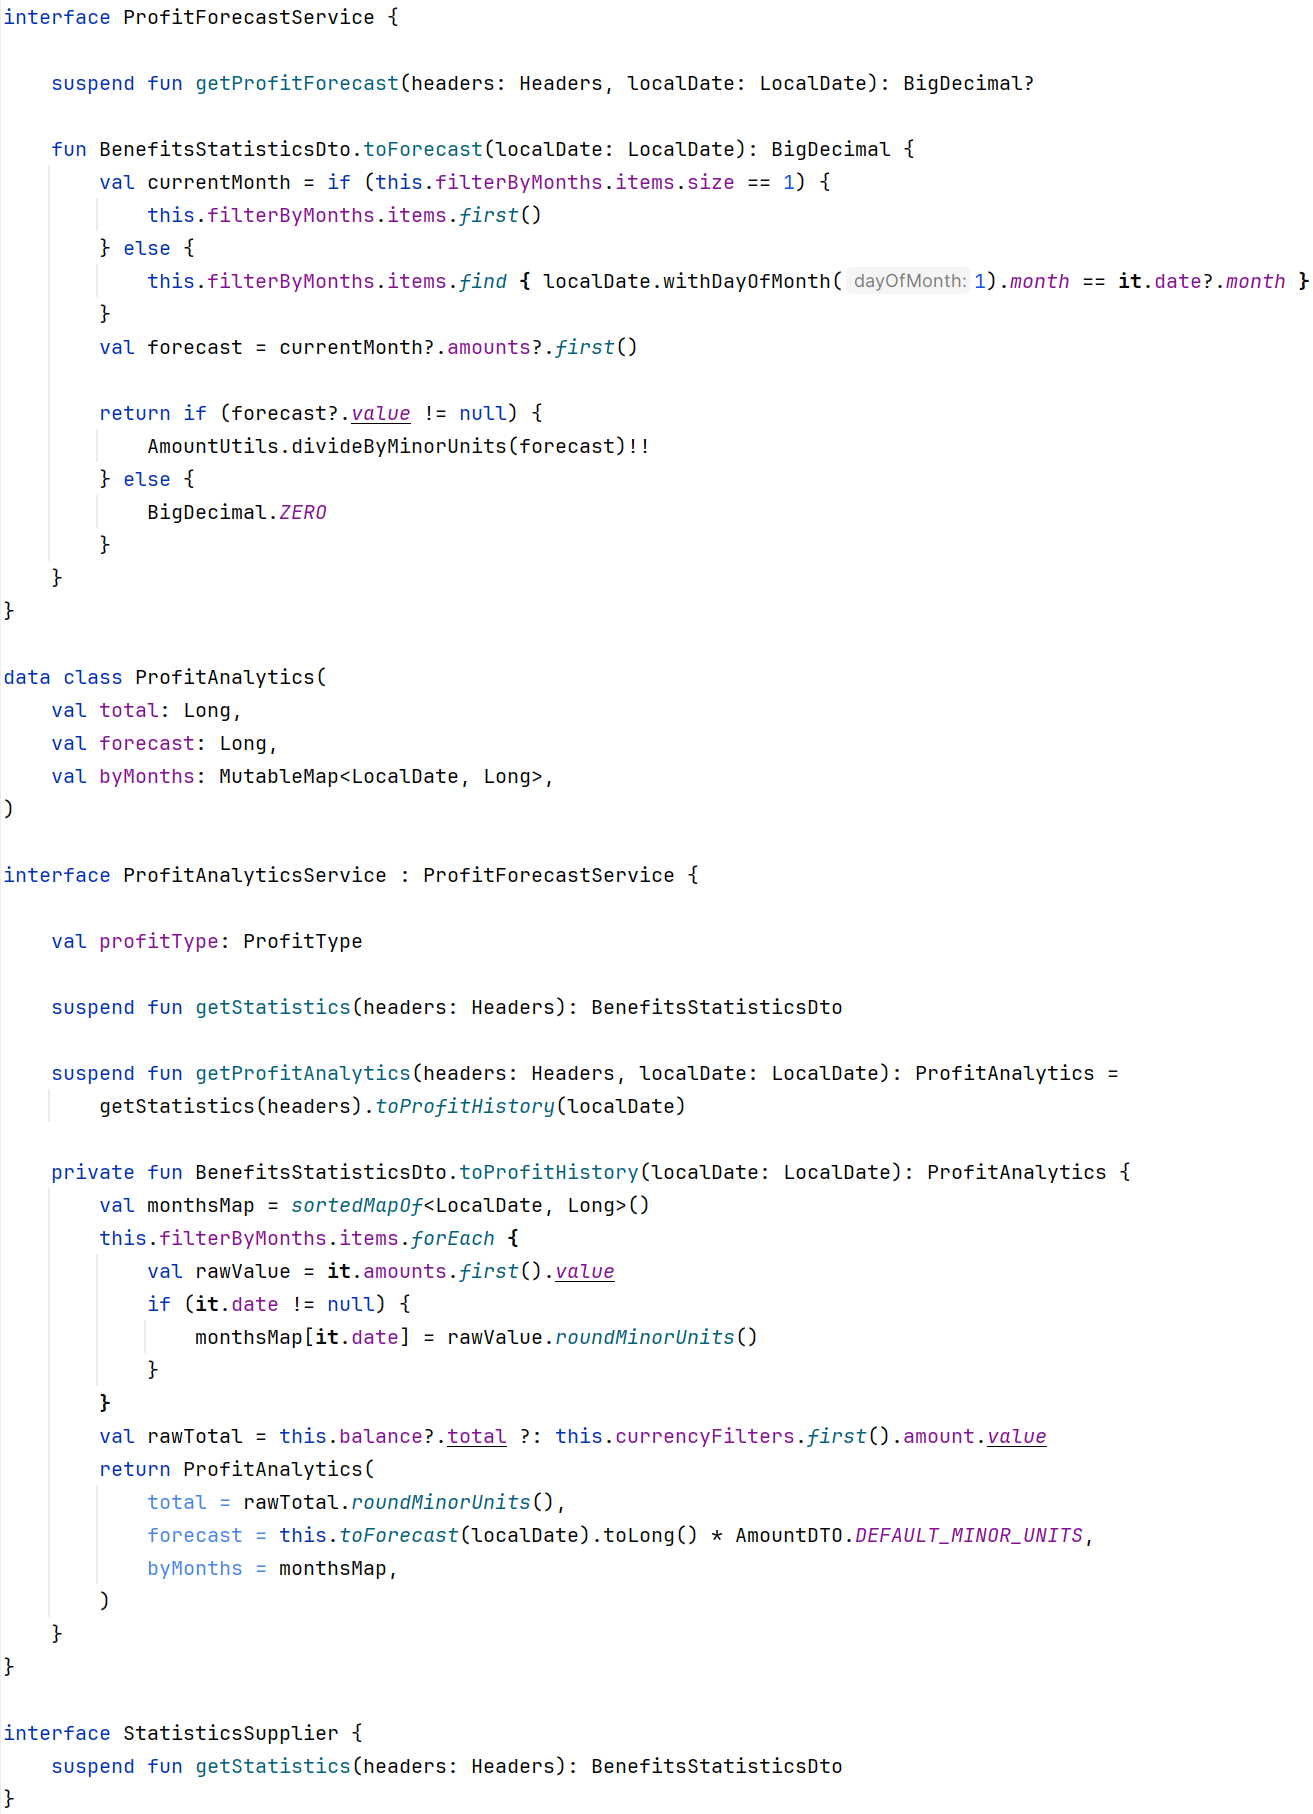 interface ProfitForecastService {
    suspend fun getProfitForecast(headers: Headers, localDate: LocalDate): BigDecimal?
    fun BenefitsStatisticsDto.toForecast(localDate: LocalDate): BigDecimal {
        val currentMonth = if (this.filterByMonths.items.size == 1) {
            this.filterByMonths.items.first()
        } else {
            this.filterByMonths.items.find { localDate.withDayOfMonth( dayOfMonth: 1).month == it.date?.month }
        }
        val forecast = currentMonth?.amounts?.first()
        return if (forecast?.value != null) {
            AmountUtils.divideByMinorUnits(forecast)!!
        } else {
            BigDecimal.ZERO
        }
    }
}
data class ProfitAnalytics(
    val total: Long,
    val forecast: Long,
    val byMonths: MutableMap<LocalDate, Long>,
)
interface ProfitAnalyticsService : ProfitForecastService {
    val profitType: ProfitType
    suspend fun getStatistics(headers: Headers): BenefitsStatisticsDto
    suspend fun getProfitAnalytics(headers: Headers, localDate: LocalDate): ProfitAnalytics =
        getStatistics(headers).toProfitHistory(localDate)
    private fun BenefitsStatisticsDto.toProfitHistory(localDate: LocalDate): ProfitAnalytics {
        val monthsMap = sortedMapOf<LocalDate, Long>()
        this.filterByMonths.items.forEach {
            val rawValue = it.amounts.first().value
            if (it.date != null) {
                monthsMap[it.date] = rawValue.roundMinorUnits()
            }
        }
        val rawTotal = this.balance?.total ?: this.currencyFilters.first().amount.value
        return ProfitAnalytics(
            total = rawTotal.roundMinorUnits(),
            forecast = this.toForecast(localDate).toLong() * AmountDTO.DEFAULT_MINOR_UNITS,
            byMonths = monthsMap,
        )
    }
}
interface StatisticsSupplier {
    suspend fun getStatistics(headers: Headers): BenefitsStatisticsDto
}